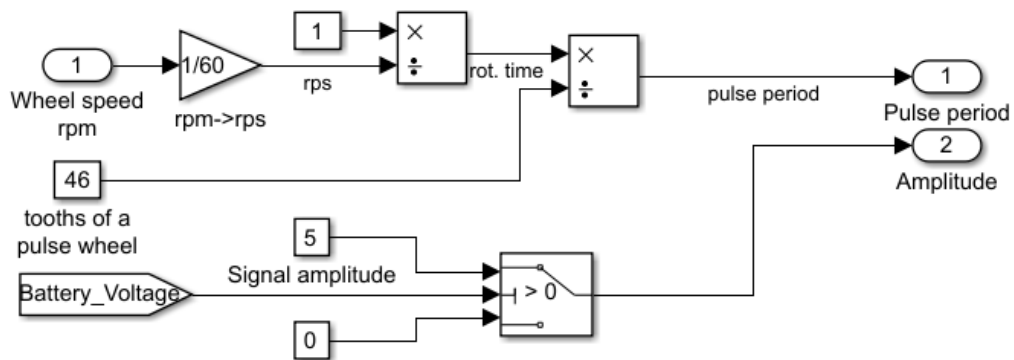 1
Wheel speed
rpm
1/60
rpm->rps
rps
1
×
÷
rot. time
×
÷
pulse period
1
Pulse period
2
Amplitude
46
tooths of a
pulse wheel
5
Signal amplitude
Battery_Voltage
> 0
0